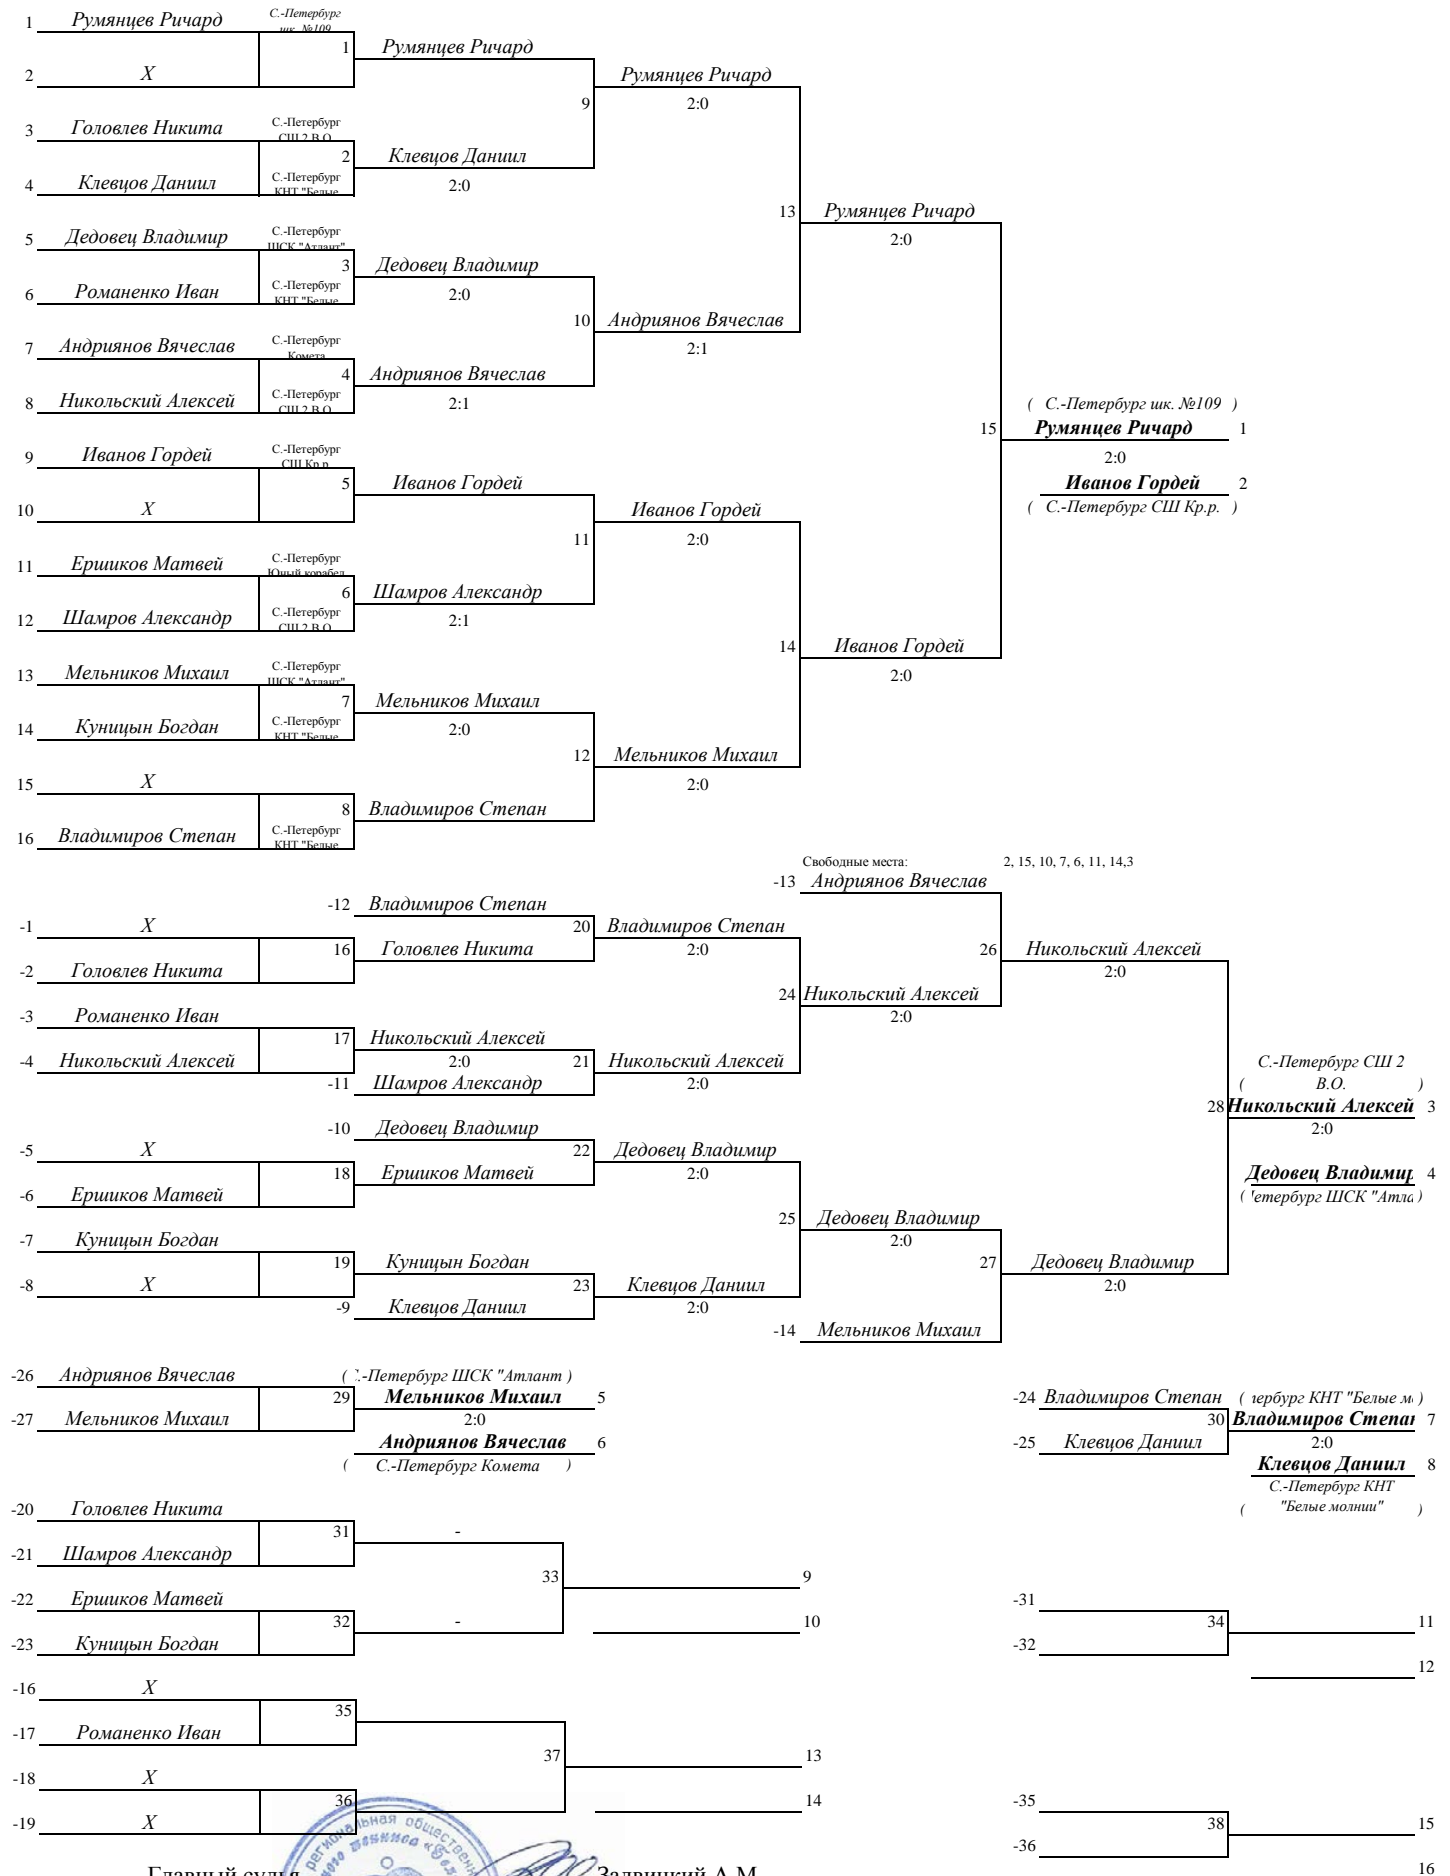 1 Румянцев Ричард С.-Петербург шк. №109
1 Румянцев Ричард
2 X
Румянцев Ричард
9 2:0
3 Головлев Никита С.-Петербург СШ 2 В.О.
2 Клевцов Даниил
4 Клевцов Даниил С.-Петербург КНТ "Белые
2:0
13 Румянцев Ричард
2:0
5 Дедовец Владимир С.-Петербург ШСК "Атлант"
3 Дедовец Владимир
6 Романенко Иван С.-Петербург КНТ "Белые
2:0
10 Андриянов Вячеслав
2:1
7 Андриянов Вячеслав С.-Петербург Комета
4 Андриянов Вячеслав
8 Никольский Алексей С.-Петербург СШ 2 В.О.
2:1
( С.-Петербург шк. №109 )
15 Румянцев Ричард 1
2:0
Иванов Гордей 2
( С.-Петербург СШ Кр.р. )
9 Иванов Гордей С.-Петербург СШ Кр.р.
5 Иванов Гордей
10 X
Иванов Гордей
11 2:0
11 Ершиков Матвей С.-Петербург Юный корабел
6 Шамров Александр
12 Шамров Александр С.-Петербург СШ 2 В.О.
2:1
14 Иванов Гордей
2:0
13 Мельников Михаил С.-Петербург ШСК "Атлант"
7 Мельников Михаил
14 Куницын Богдан С.-Петербург КНТ "Белые
2:0
12 Мельников Михаил
2:0
15 X
8 Владимиров Степан
16 Владимиров Степан С.-Петербург КНТ "Белые
Свободные места: 2, 15, 10, 7, 6, 11, 14,3
-13 Андриянов Вячеслав
-12 Владимиров Степан
-1 X
20 Владимиров Степан
16 Головлев Никита 2:0
26 Никольский Алексей
-2 Головлев Никита
2:0
24 Никольский Алексей
-3 Романенко Иван
2:0
17 Никольский Алексей
-4 Никольский Алексей
2:0 21 Никольский Алексей
-11 Шамров Александр 2:0
С.-Петербург СШ 2
( В.О. )
28 Никольский Алексей 3
2:0
-10 Дедовец Владимир
-5 X
22 Дедовец Владимир
18 Ершиков Матвей 2:0
-6 Ершиков Матвей
Дедовец Владимир 4
( етербург ШСК "Атла )
25 Дедовец Владимир
2:0
-7 Куницын Богдан
19 Куницын Богдан
27 Дедовец Владимир
2:0
-8 X
23 Клевцов Даниил
-9 Клевцов Даниил 2:0
-14 Мельников Михаил
-26 Андриянов Вячеслав ( .-Петербург ШСК "Атлант )
29 Мельников Михаил 5
-27 Мельников Михаил 2:0
Андриянов Вячеслав 6
( С.-Петербург Комета )
-24 Владимиров Степан ( ербург КНТ "Белые м )
30 Владимиров Степан 7
-25 Клевцов Даниил 2:0
Клевцов Даниил 8
С.-Петербург КНТ
( "Белые молнии" )
-20 Головлев Никита
31 -
-21 Шамров Александр
33 9
-22 Ершиков Матвей
32 - 10
-23 Куницын Богдан
-31
34 11
-32
12
-16 X
35
-17 Романенко Иван
37 13
-18 X
36 14
-19 X
-35
38 15
-36
16
Главный судья Задвицкий А.М.